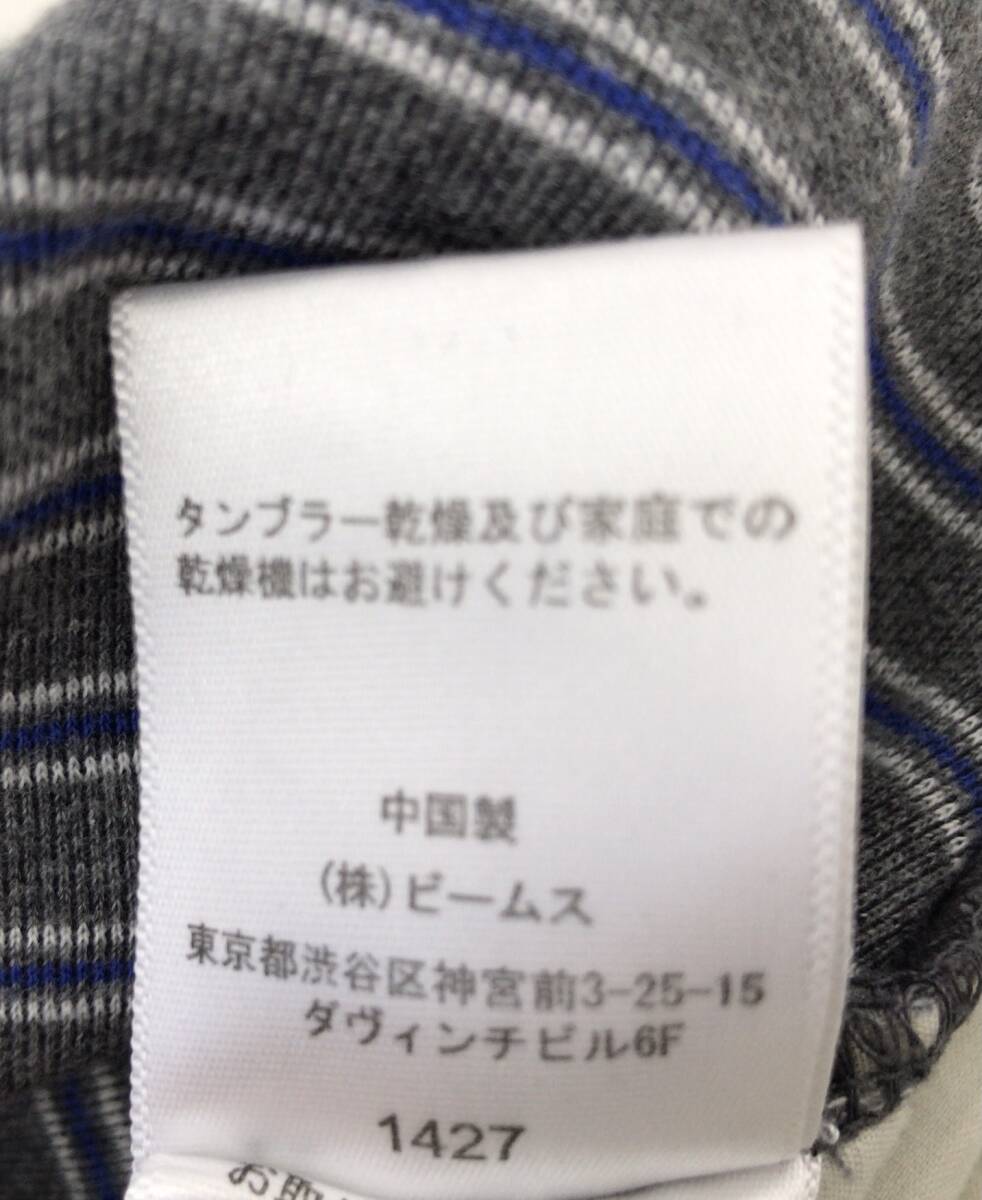 タンブラー乾燥及び家庭での
乾燥機はお避けください。
中国製
(株)ビームス
東京都渋谷区神宮前3-25-15
ダヴィンチビル6F
1427
お取